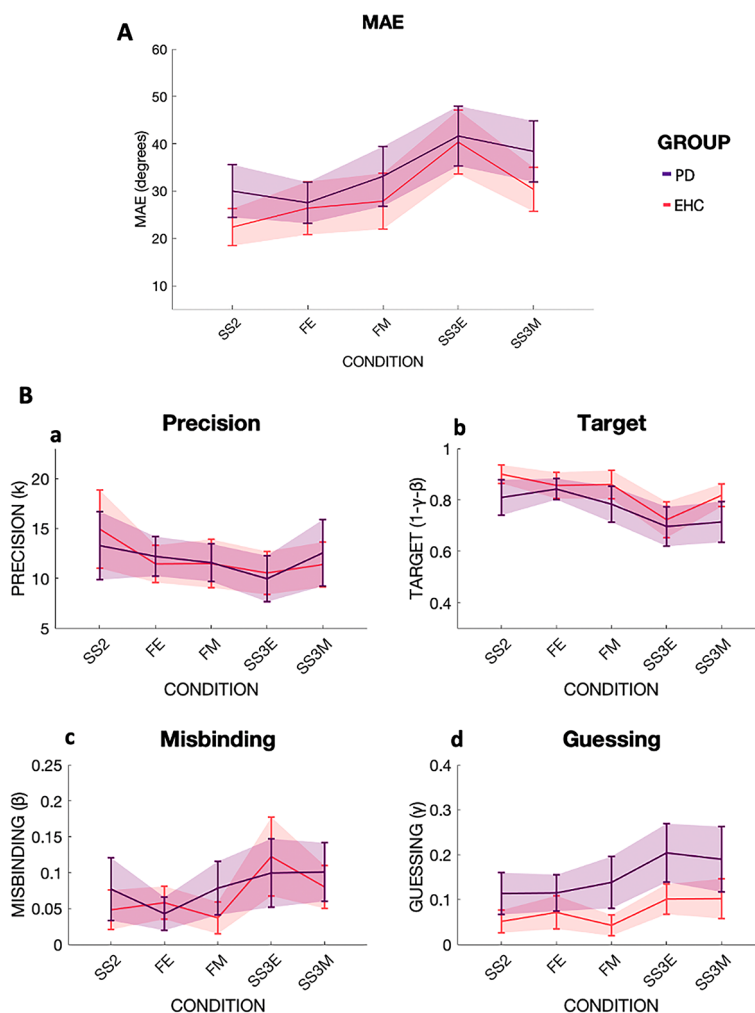 A
MAE
60
50
40
30
20
10
MAE (degrees)
SS2
FE
FM
SS3E
SS3M
CONDITION
GROUP
PD
EHC
B
a
Precision
20
15
10
5
PRECISION (k)
SS2
FE
FM
SS3E
SS3M
CONDITION
b
Target
1
0.8
0.6
0.4
TARGET (1-γ-β)
SS2
FE
FM
SS3E
SS3M
CONDITION
c
Misbinding
0.25
0.2
0.15
0.1
0.05
0
MISBINDING (β)
SS2
FE
FM
SS3E
SS3M
CONDITION
d
Guessing
0.4
0.3
0.2
0.1
0
GUESSING (γ)
SS2
FE
FM
SS3E
SS3M
CONDITION